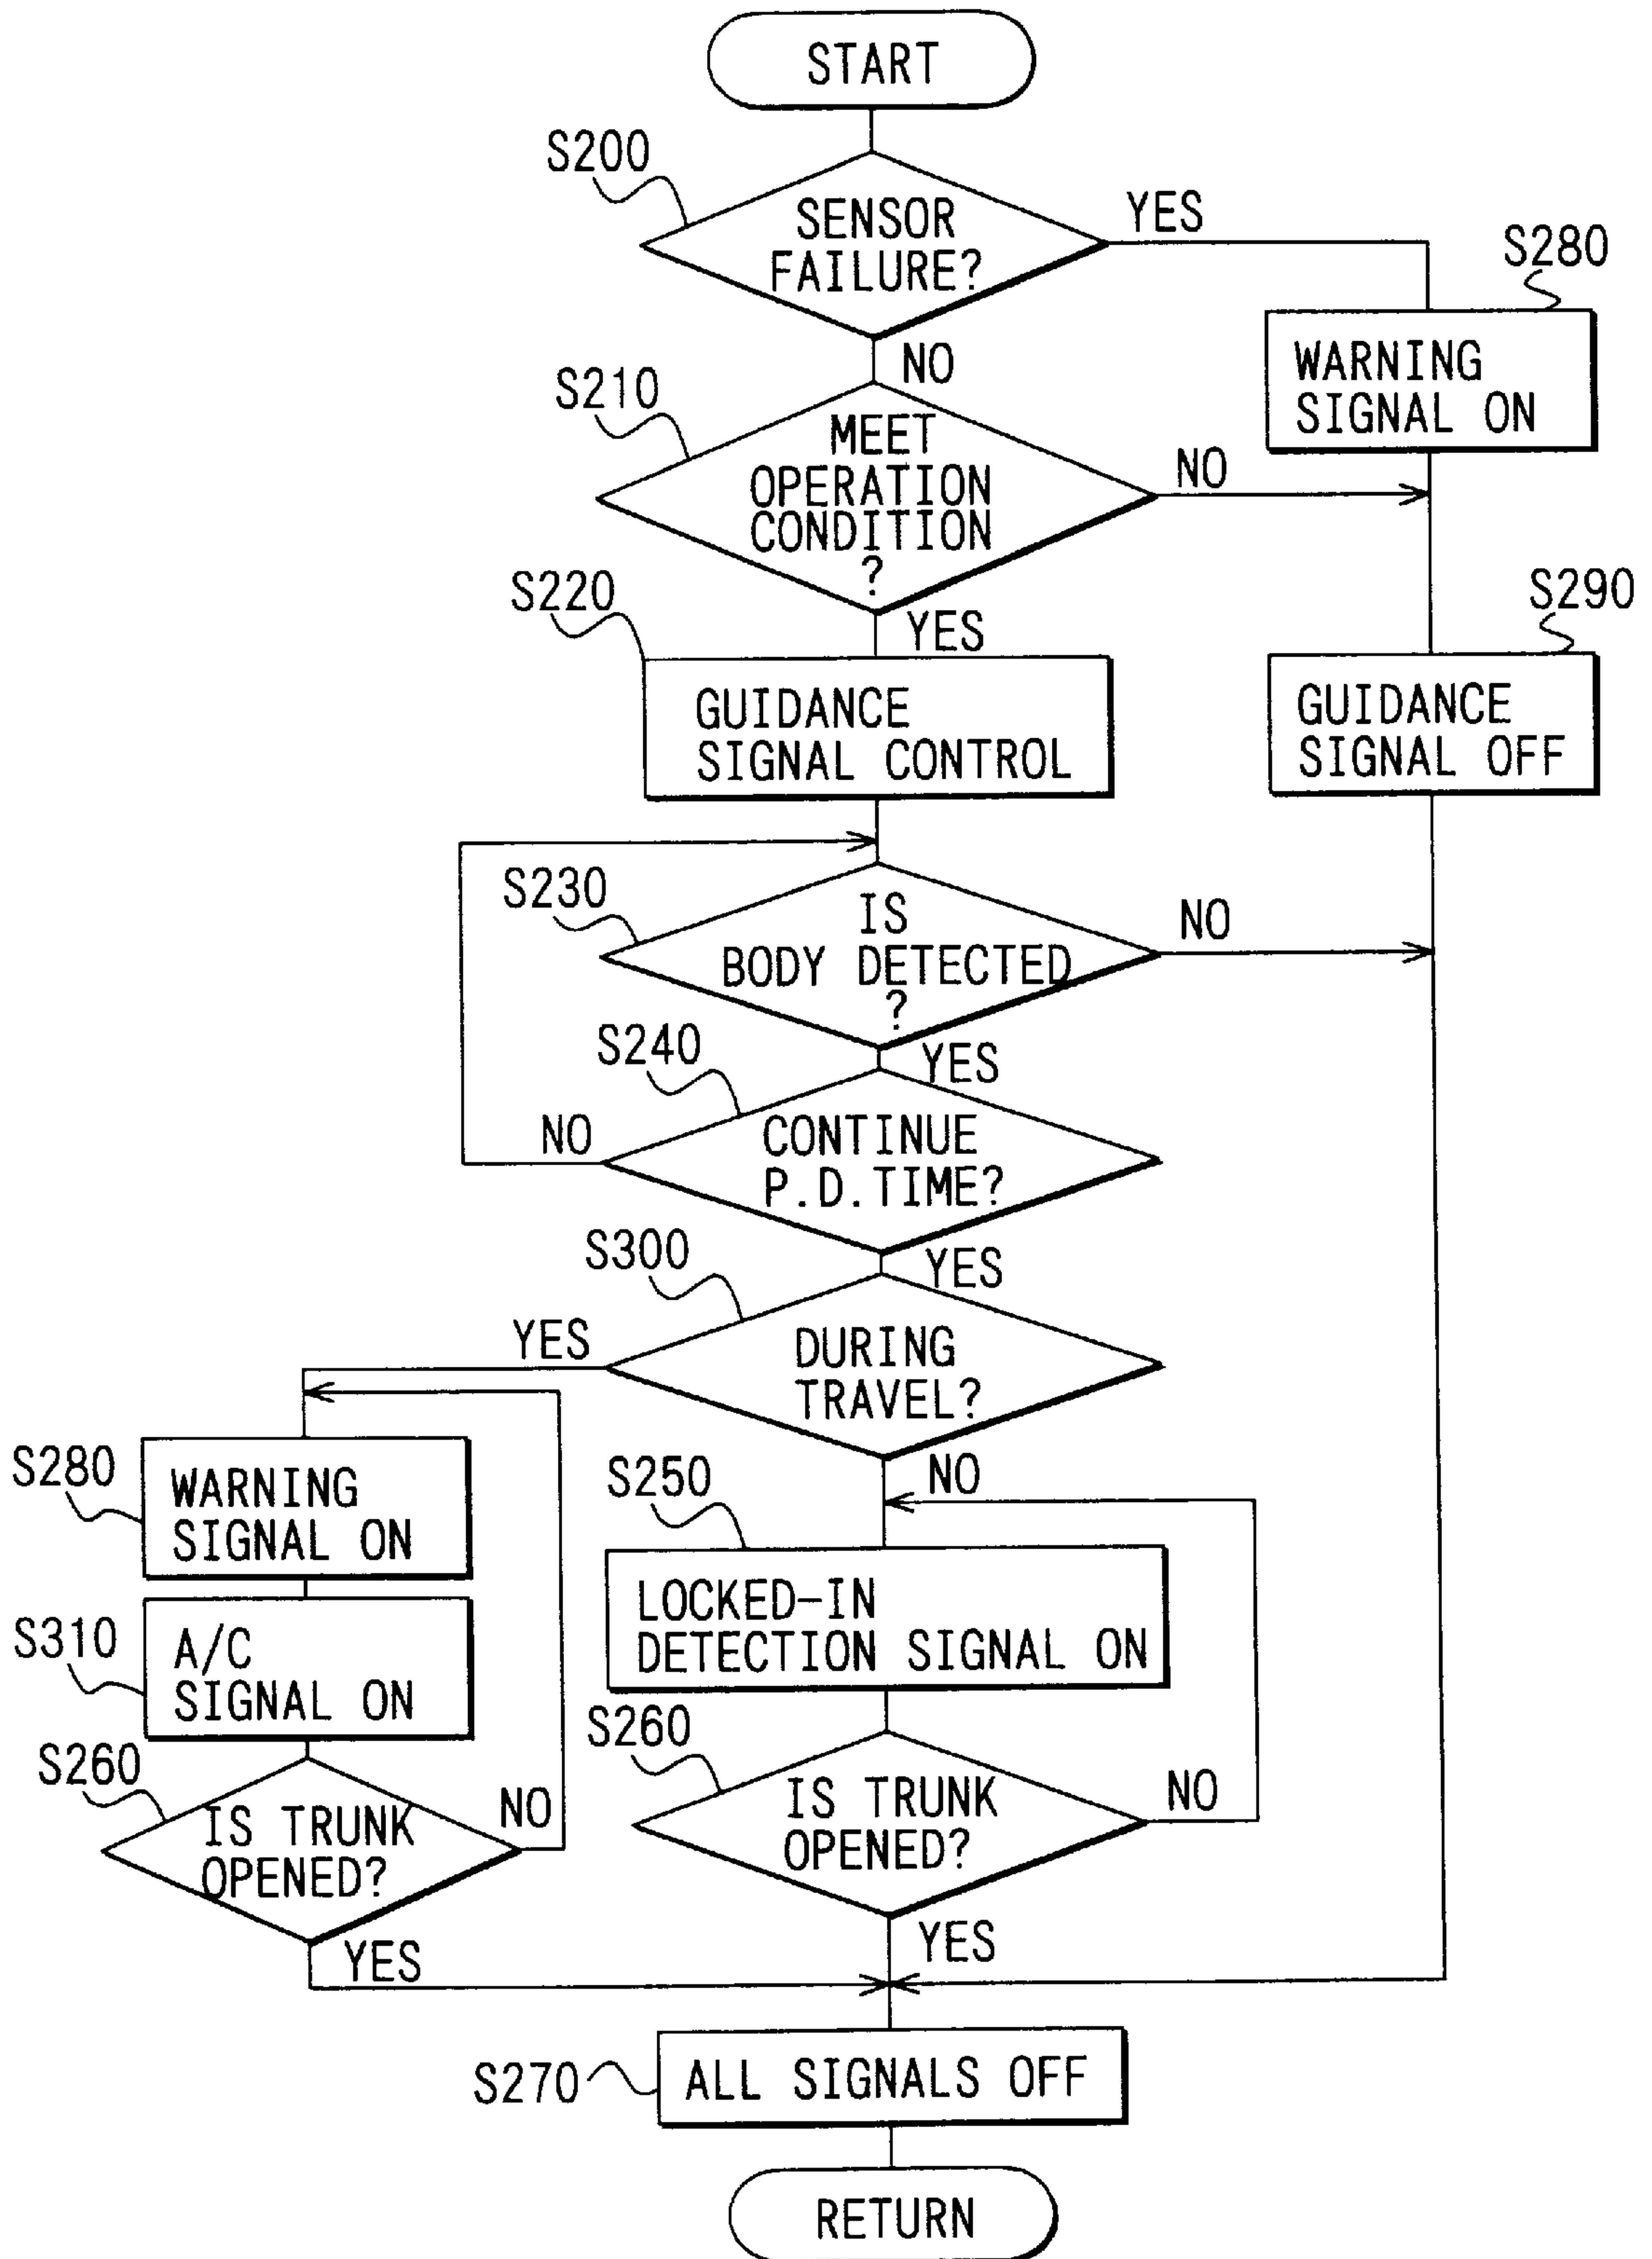 START
S200
SENSOR
FAILURE?
YES
S280
WARNING
SIGNAL ON
NO
S210
MEET
OPERATION
CONDITION
?
NO
YES
S220
GUIDANCE
SIGNAL CONTROL
S290
GUIDANCE
SIGNAL OFF
S230
IS
BODY DETECTED
?
NO
YES
S240
CONTINUE
P.D.TIME?
NO
YES
S300
DURING
TRAVEL?
YES
NO
S280
WARNING
SIGNAL ON
S310
A/C
SIGNAL ON
S260
IS TRUNK
OPENED?
NO
YES
S250
LOCKED-IN
DETECTION SIGNAL ON
S260
IS TRUNK
OPENED?
NO
YES
S270
ALL SIGNALS OFF
RETURN